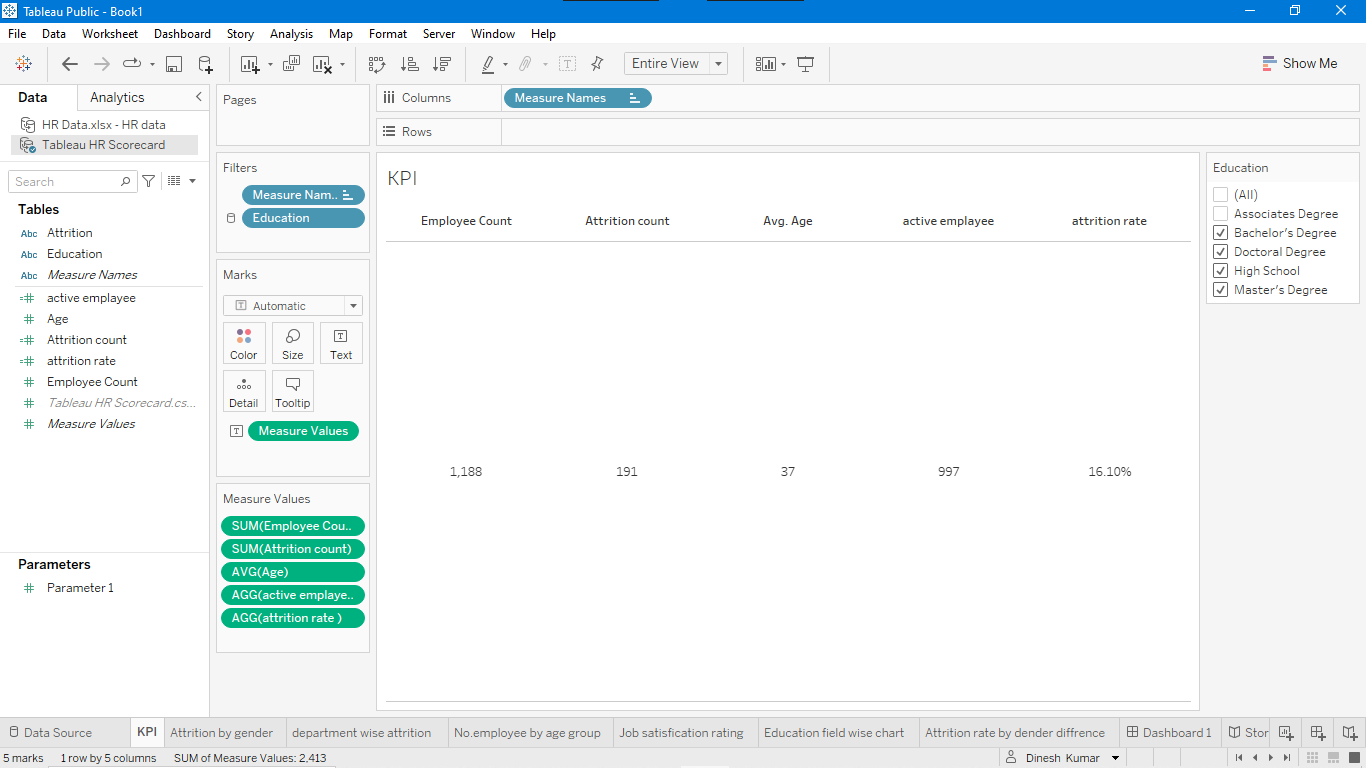 Tableau Public - Book1
File Data Worksheet Dashboard Story Analysis Map Format Server Window Help
Entire View
Show Me
Data Analytics
HR Data.xlsx - HR data
Tableau HR Scorecard
Search
Tables
Abc Attrition
Abc Education
Abc Measure Names
active emplayee
Age
Attrition count
attrition rate
Employee Count
Tableau HR Scorecard.cs...
Measure Values
Parameters
Parameter 1
Pages
Filters
Measure Nam..
Education
Marks
Automatic
Color Size Text
Detail Tooltip
Measure Values
Measure Values
SUM(Employee Cou..
SUM(Attrition count)
AVG(Age)
AGG(active emplaye..
AGG(attrition rate )
Columns Measure Names
Rows
KPI
Employee Count Attrition count Avg. Age active emplayee attrition rate
1,188 191 37 997 16.10%
Education
(All)
Associates Degree
Bachelor's Degree
Doctoral Degree
High School
Master's Degree
Data Source KPI Attrition by gender department wise attrition No.employee by age group Job satisfication rating Education field wise chart Attrition rate by dender diffrence Dashboard 1 Stor
5 marks 1 row by 5 columns SUM of Measure Values: 2,413 Dinesh Kumar